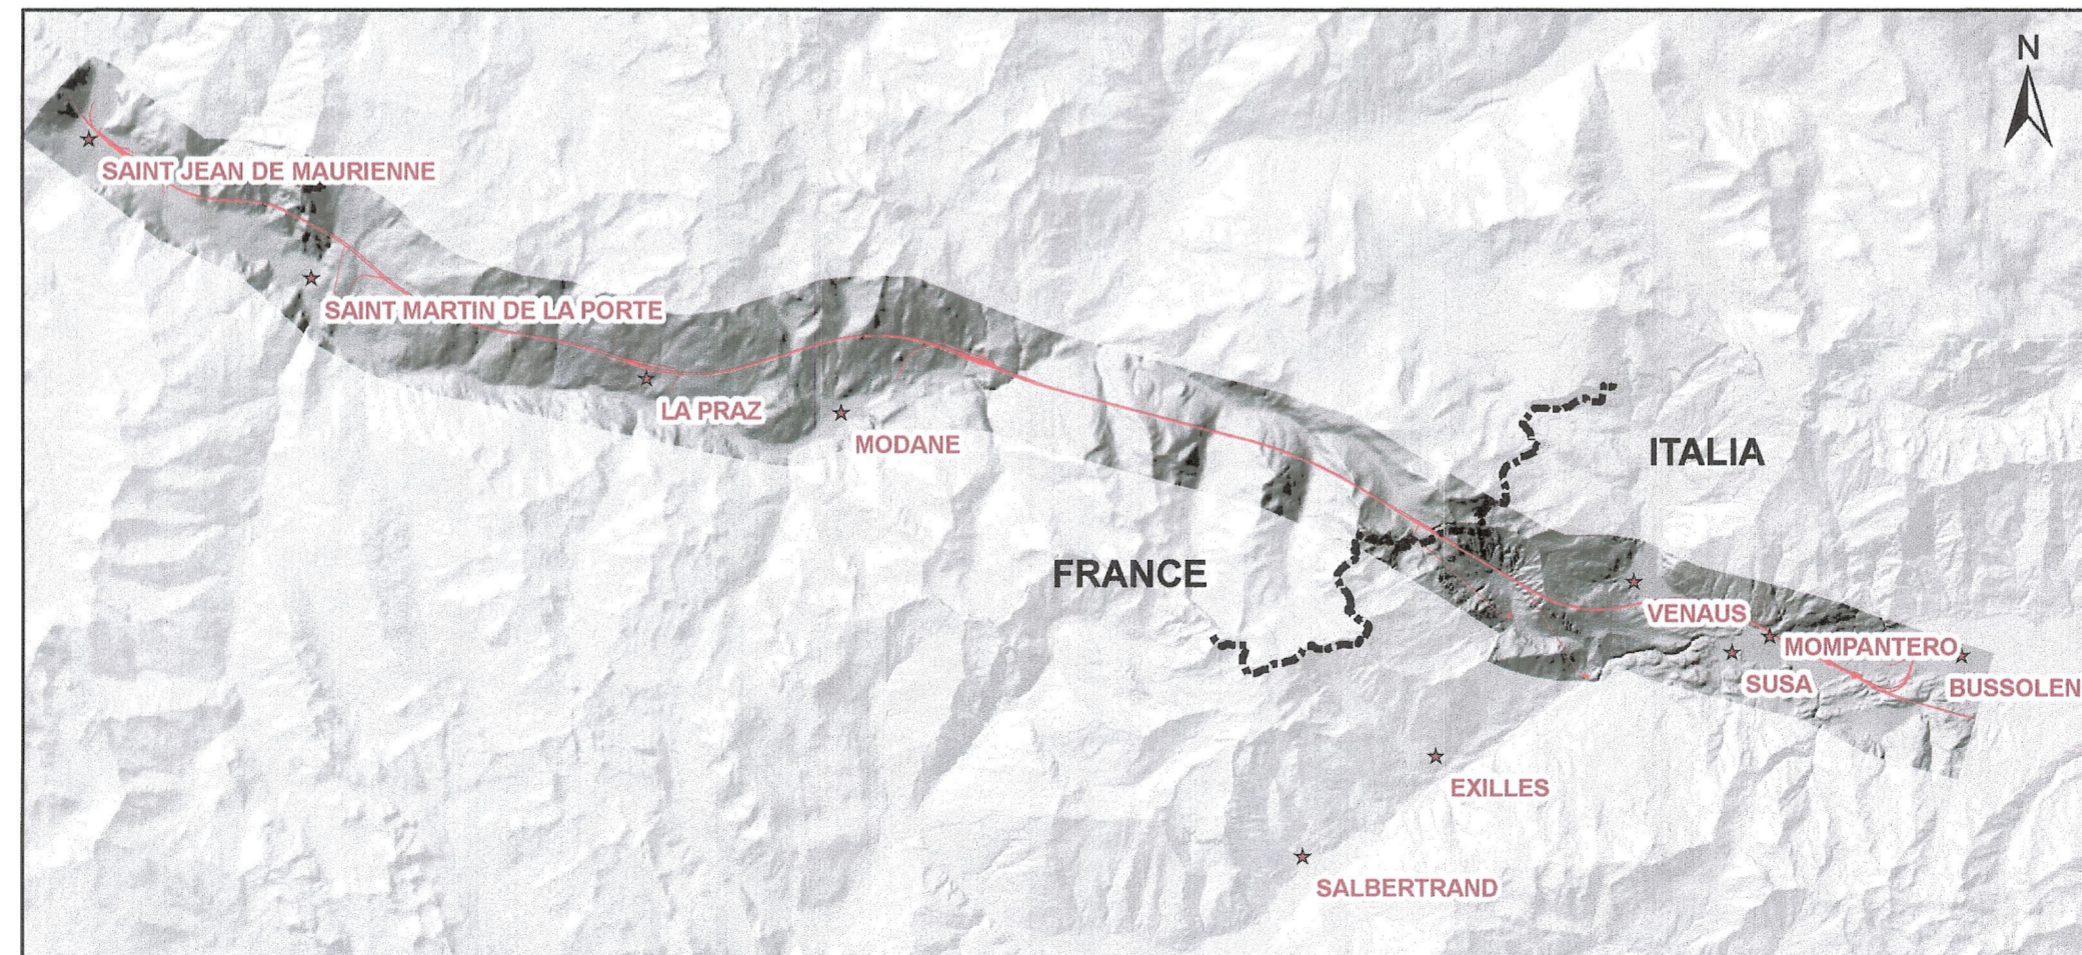 N
SAINT JEAN DE MAURIENNE
SAINT MARTIN DE LA PORTE
LA PRAZ
MODANE
ITALIA
FRANCE
VENAUS
MOMPANTERO
SUSA
BUSSOLEN
EXILLES
SALBERTRAND